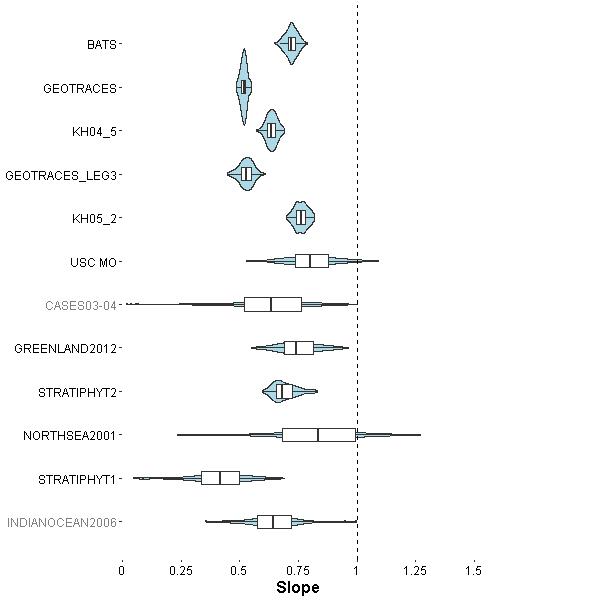 BATS
GEOTRACES
KH04_5
GEOTRACES_LEG3
KH05_2
USC MO
CASES03-04
GREENLAND2012
STRATIPHYT2
NORTHSEA2001
STRATIPHYT1
INDIANOCEAN2006
0 0.25 0.5 0.75 1 1.25 1.5
Slope